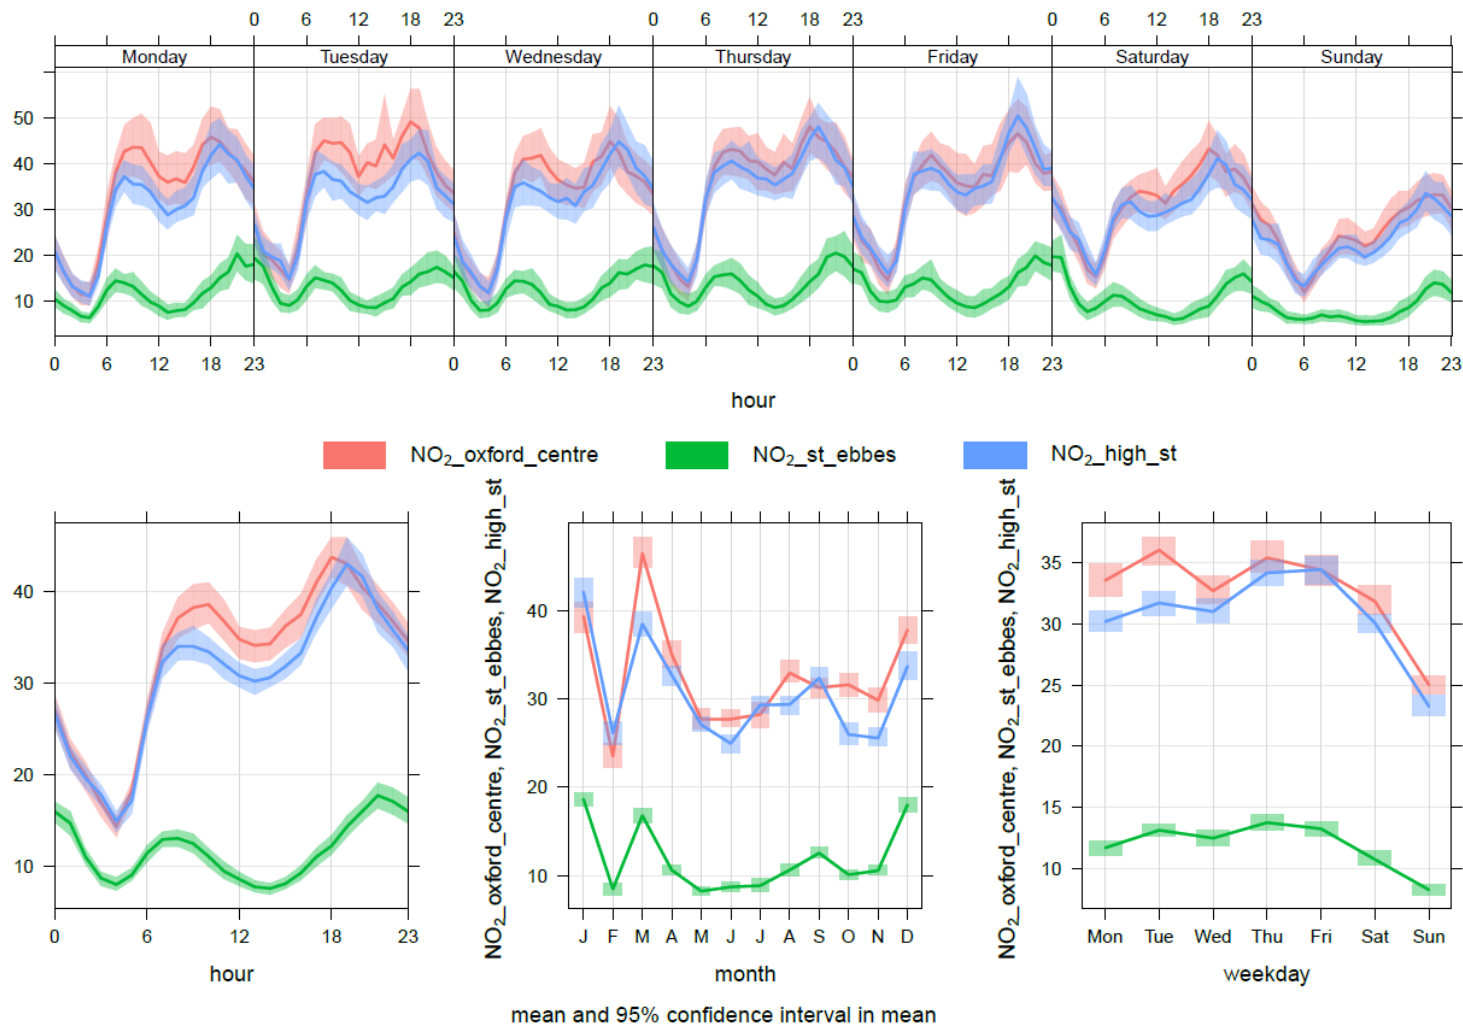 0 6 12 18 23 0 6 12 18 23 0 6 12 18 23
Monday Tuesday Wednesday Thursday Friday Saturday Sunday
50
40
30
20
10
0 6 12 18 23 0 6 12 18 23 0 6 12 18 23 0 6 12 18 23
hour
NO₂_oxford_centre NO₂_st_ebbes NO₂_high_st
40
30
20
10
0 6 12 18 23
hour
NO₂_oxford_centre, NO₂_st_ebbes, NO₂_high_st
40
30
20
10
J F M A M J J A S O N D
month
NO₂_oxford_centre, NO₂_st_ebbes, NO₂_high_st
35
30
25
20
15
10
Mon Tue Wed Thu Fri Sat Sun
weekday
mean and 95% confidence interval in mean